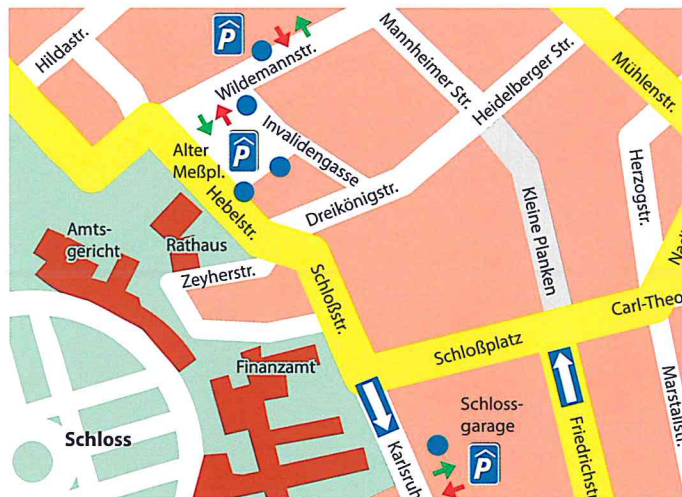 Hildastr.
P
Wildemannstr.
Mannheimer Str.
Heidelberger Str.
Mühlenstr.
Alter
Meßpl.
P
Invalidengasse
Hebelstr.
Dreikönigstr.
Kleine Planken
Herzogstr.
Amts-
gericht
Rathaus
Zeyherstr.
Schloßstr.
Carl-Theo
Schloßplatz
Finanzamt
Marstallstr.
Schloss-
garage
P
Schloss
Karlsruh
Friedrichst